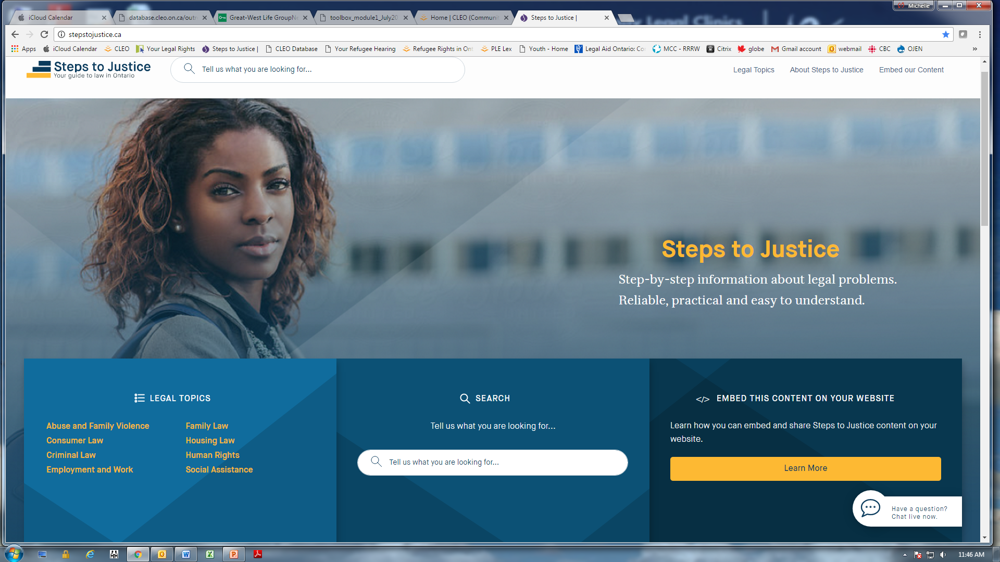 Michelle
iCloud Calendar
database.cleo.on.ca/out
Great-West Life GroupNe
toolbox_module1_July20
Home | CLEO (Communit
Steps to Justice |
stepstojustice.ca
Apps
iCloud Calendar
CLEO
Your Legal Rights
Steps to Justice |
CLEO Database
Your Refugee Hearing
Refugee Rights in Ont
PLE Lex
Youth - Home
Legal Aid Ontario: Co
MCC - RRRW
Citrix
globe
Gmail account
webmail
CBC
OJEN
»
Steps to Justice
Your guide to law in Ontario
Tell us what you are looking for...
Legal Topics
About Steps to Justice
Embed our Content
Steps to Justice
Step-by-step information about legal problems.
Reliable, practical and easy to understand.
LEGAL TOPICS
Abuse and Family Violence
Consumer Law
Criminal Law
Employment and Work
Family Law
Housing Law
Human Rights
Social Assistance
SEARCH
Tell us what you are looking for...
Tell us what you are looking for...
</> EMBED THIS CONTENT ON YOUR WEBSITE
Learn how you can embed and share Steps to Justice content on your
website.
Learn More
Have a question?
Chat live now.
11:46 AM